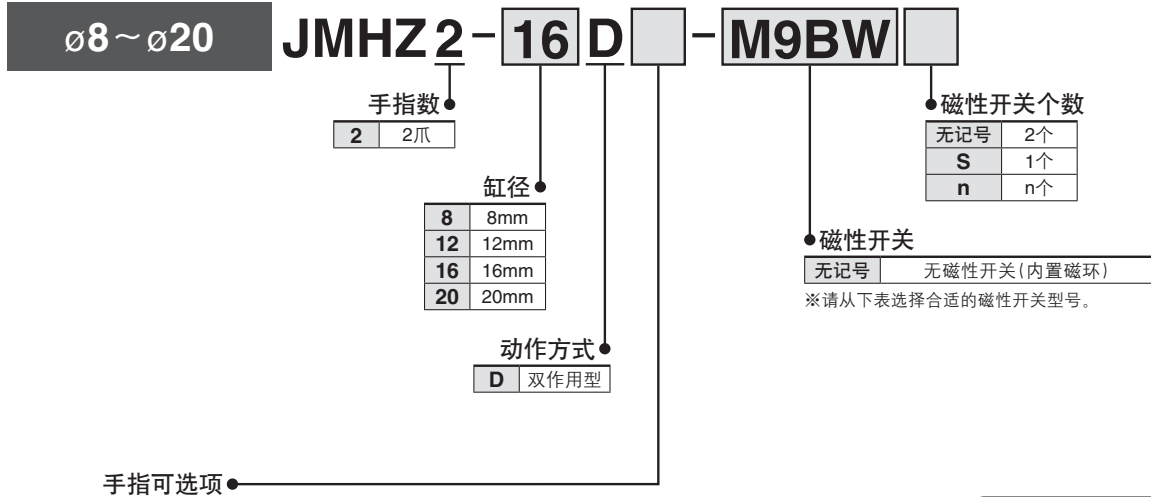 ø8～ø20
JMHZ2-16D□-M9BW□
手指数
2 2爪
缸径
8 8mm
12 12mm
16 16mm
20 20mm
动作方式
D 双作用型
手指可选项
磁性开关个数
无记号 2个
S 1个
n n个
磁性开关
无记号 无磁性开关(内置磁环)
※请从下表选择合适的磁性开关型号。